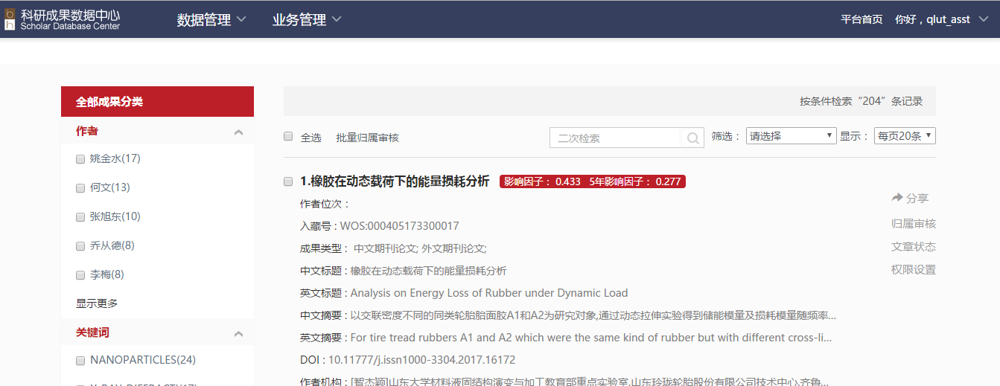 科研成果数据中心
Scholar Database Center
数据管理
业务管理
平台首页
你好，qlut_asst
全部成果分类
作者
姚金水(17)
何文(13)
张旭东(10)
乔从德(8)
李梅(8)
显示更多
关键词
NANOPARTICLES(24)
按条件检索“204”条记录
全选 批量归属审核 二次检索 筛选： 请选择 显示： 每页20条
1.橡胶在动态载荷下的能量损耗分析 影响因子： 0.433 5年影响因子： 0.277
作者位次：
入藏号：WOS:000405173300017
成果类型： 中文期刊论文; 外文期刊论文;
中文标题：橡胶在动态载荷下的能量损耗分析
英文标题：Analysis on Energy Loss of Rubber under Dynamic Load
中文摘要：以交联密度不同的同类轮胎胎面胶A1和A2为研究对象,通过动态拉伸实验得到储能模量及损耗模量随频率...
英文摘要：For tire tread rubbers A1 and A2 which were the same kind of rubber but with different cross-li...
DOI：10.11777/j.issn1000-3304.2017.16172
作者机构：[智杰颖]山东大学材料液固结构演变与加工教育部重点实验室,山东玲珑轮胎股份有限公司技术中心,齐鲁...
分享
归属审核
文章状态
权限设置